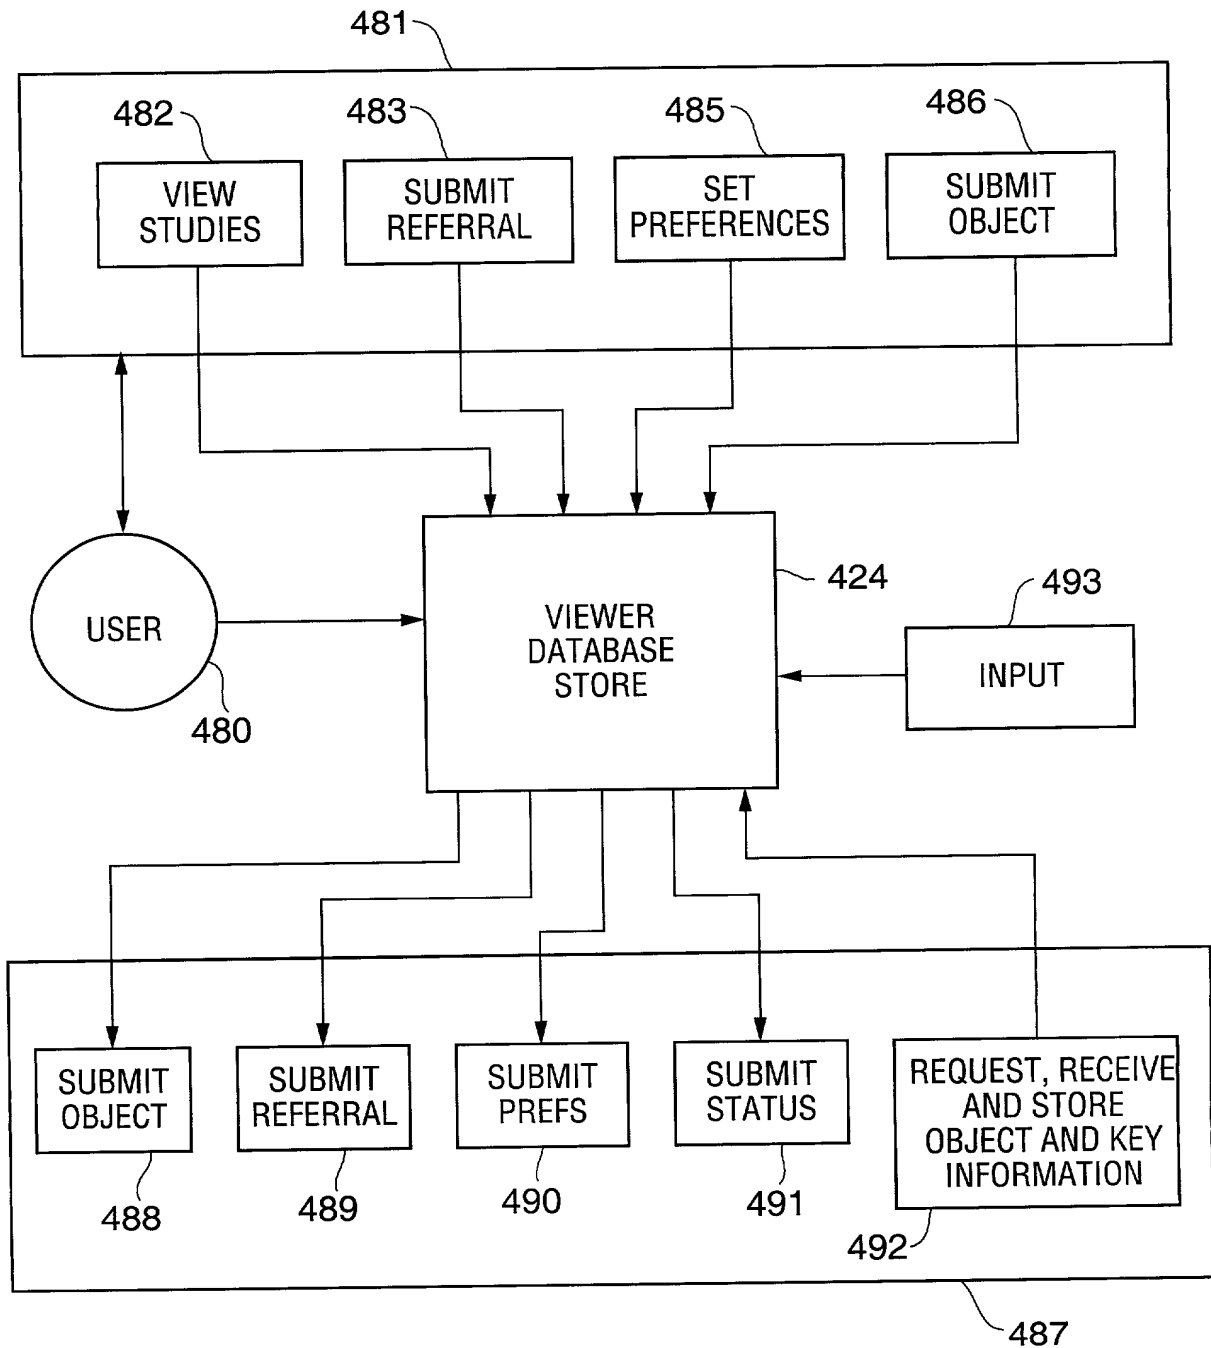 481
482
483
485
486
VIEW
STUDIES
SUBMIT
REFERRAL
SET
PREFERENCES
SUBMIT
OBJECT
USER
480
VIEWER
DATABASE
STORE
424
493
INPUT
SUBMIT
OBJECT
488
SUBMIT
REFERRAL
489
SUBMIT
PREFS
490
SUBMIT
STATUS
491
REQUEST, RECEIVE
AND STORE
OBJECT AND KEY
INFORMATION
492
487